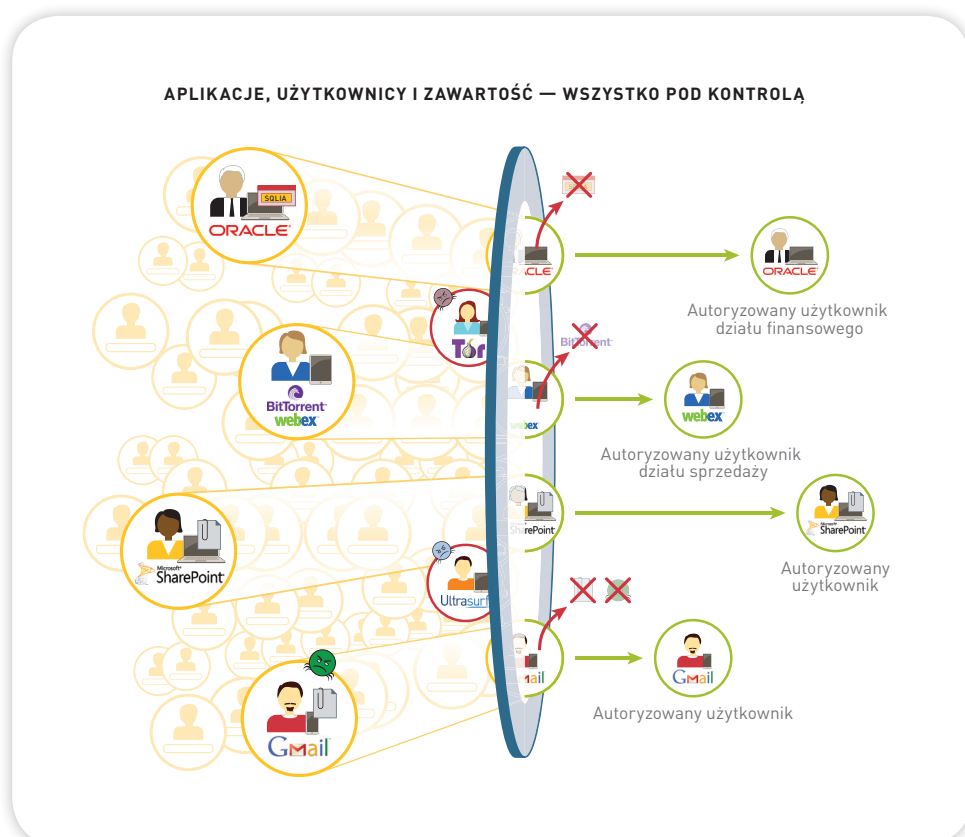 APLIKACJE, UŻYTKOWNICY I ZAWARTOŚĆ — WSZYSTKO POD KONTROLĄ
SQLIA
ORACLE
ORACLE
ORACLE
Autoryzowany użytkownik
działu finansowego
Tor
BitTorrent
BitTorrent
webex
webex
webex
Autoryzowany użytkownik
działu sprzedaży
Microsoft
SharePoint
SharePoint
Microsoft
SharePoint
Autoryzowany
użytkownik
Ultrasurf
Gmail
Gmail
Gmail
Autoryzowany użytkownik